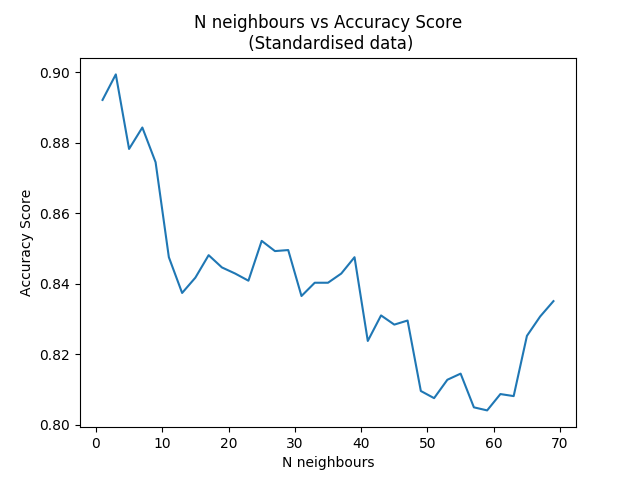 N neighbours vs Accuracy Score
(Standardised data)
0.90
0.88
0.86
0.84
0.82
0.80
Accuracy Score
0 10 20 30 40 50 60 70
N neighbours